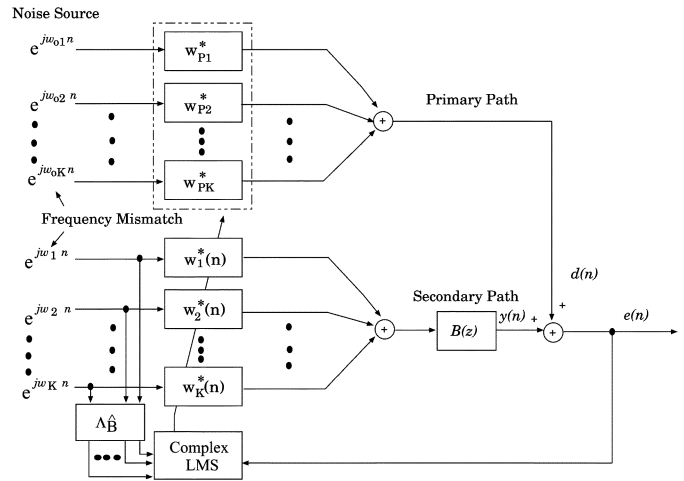 Noise Source
e^{jw_{o1} n}
w*_{P1}
e^{jw_{o2} n}
w*_{P2}
Primary Path
+
e^{jw_{oK} n}
w*_{PK}
Frequency Mismatch
e^{jw_1 n}
w*_1(n)
d(n)
e^{jw_2 n}
w*_2(n)
Secondary Path
+
+
B(z)
y(n) +
+
e(n)
e^{jw_K n}
w*_K(n)
Λ_{B̂}
Complex
LMS